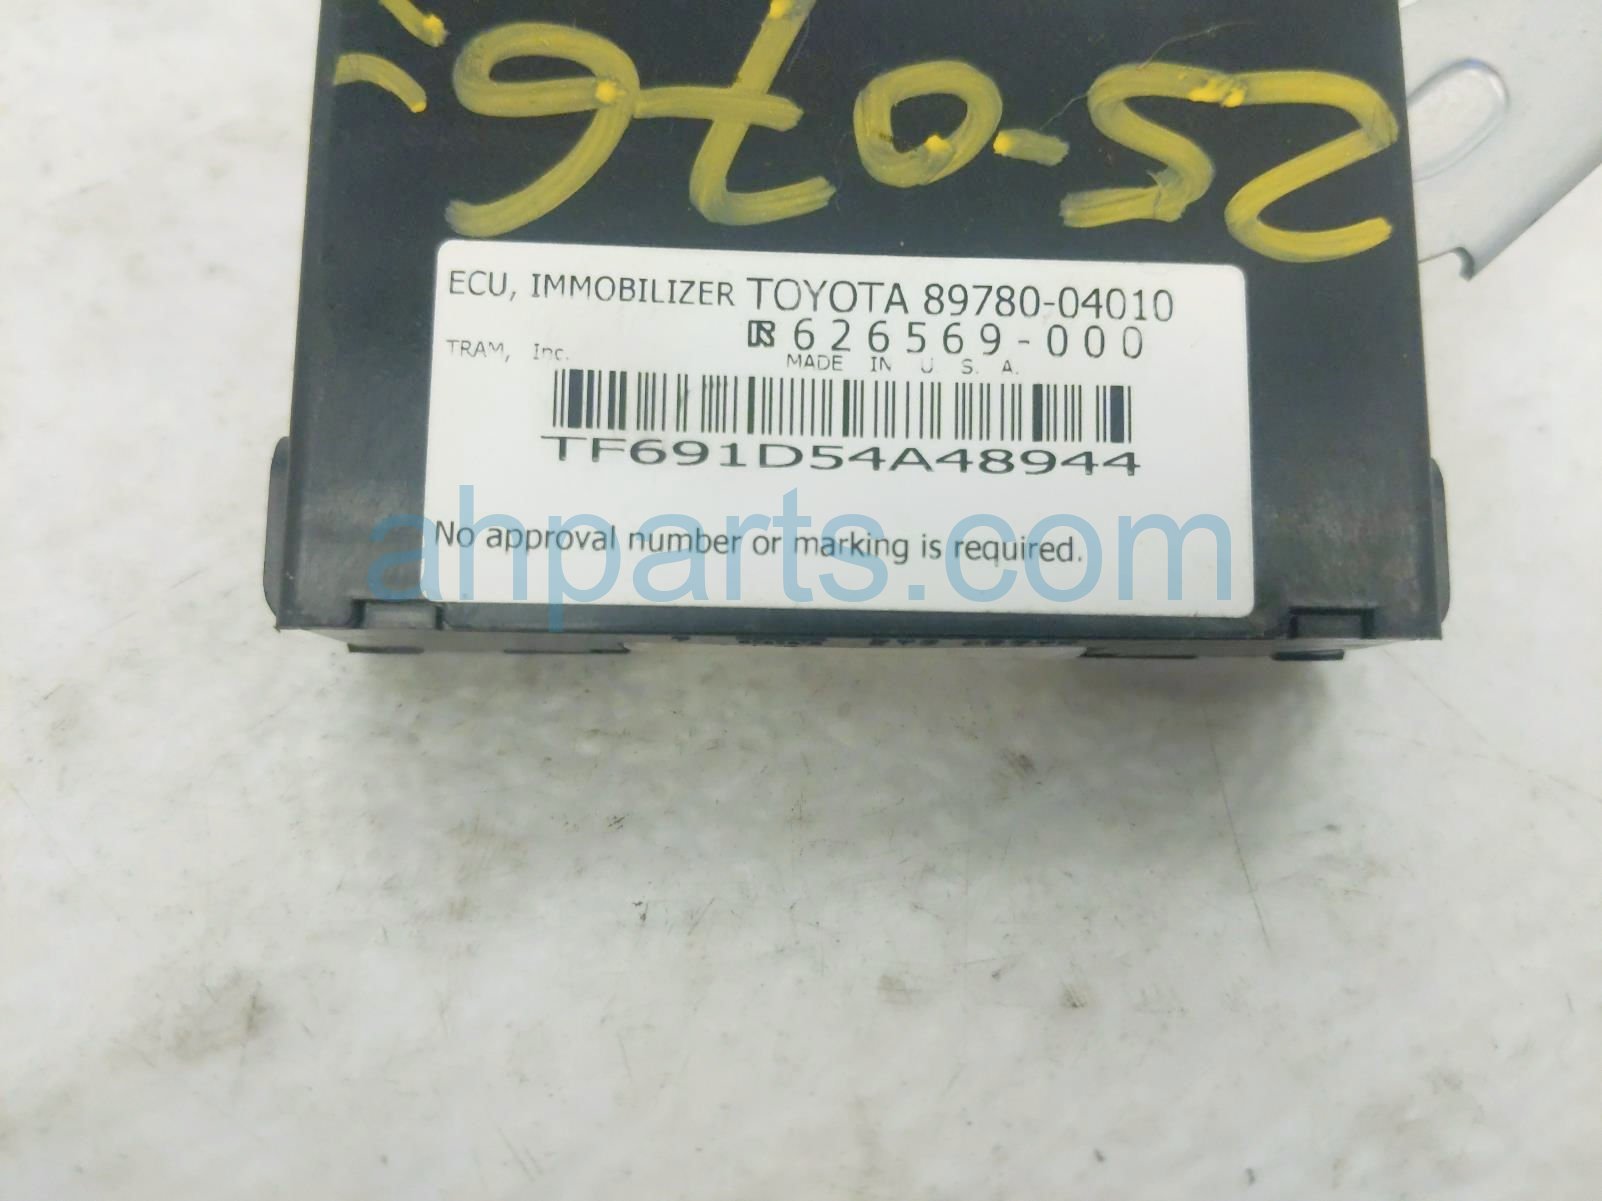 25-0769
ECU, IMMOBILIZER TOYOTA 89780-04010
626569-000
TRAM, Inc.
MADE IN U. S. A.
TF691D54A48944
No approval number or marking is required.
ahparts.com